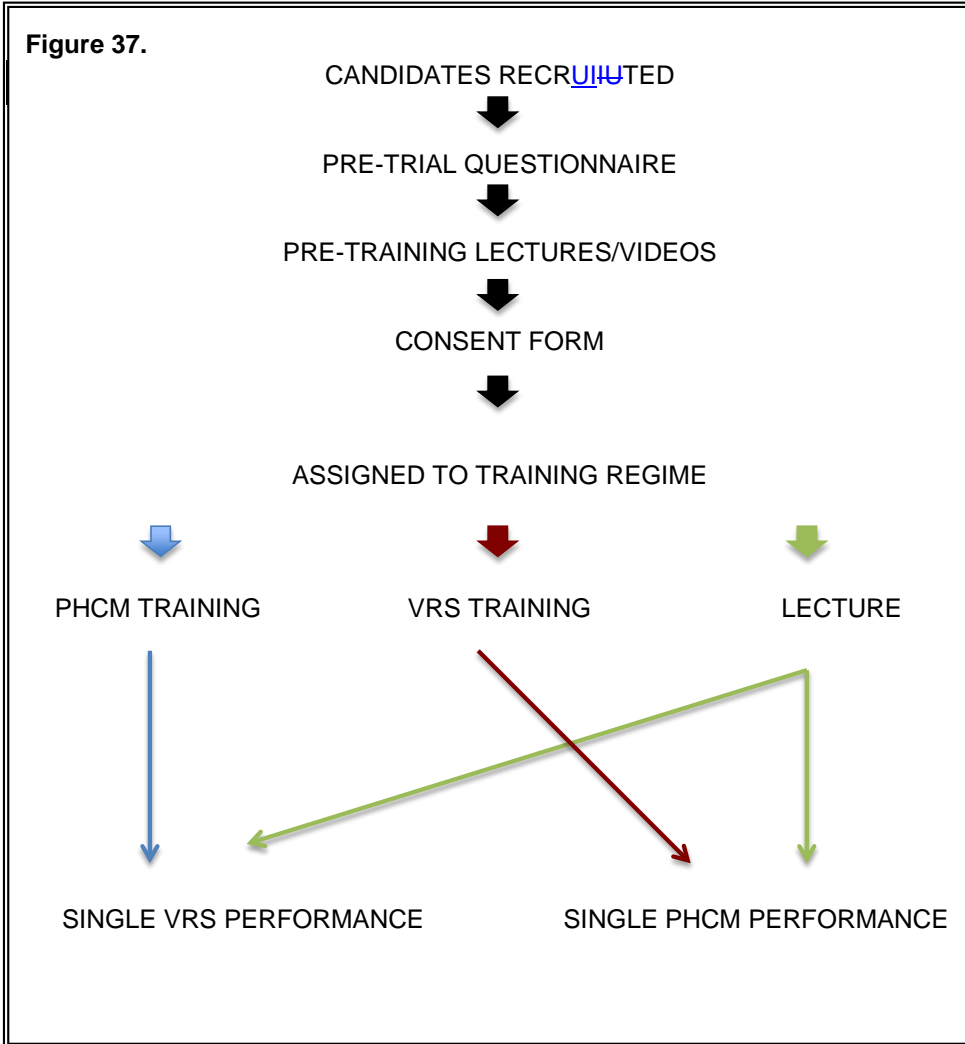 Figure 37.
CANDIDATES RECRUIIUTED
PRE-TRIAL QUESTIONNAIRE
PRE-TRAINING LECTURES/VIDEOS
CONSENT FORM
ASSIGNED TO TRAINING REGIME
PHCM TRAINING VRS TRAINING LECTURE
SINGLE VRS PERFORMANCE SINGLE PHCM PERFORMANCE